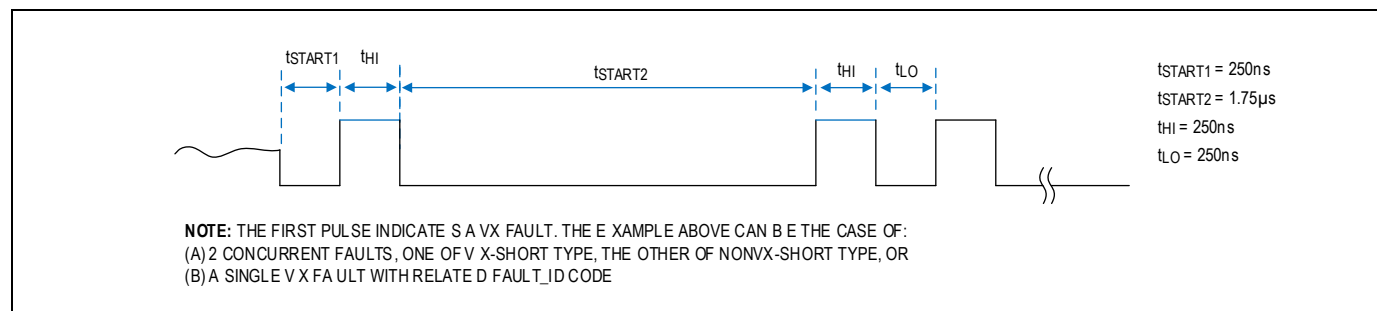 tSTART1
tHI
tSTART2
tHI
tLO
tSTART1 = 250ns
tSTART2 = 1.75µs
tHI = 250ns
tLO = 250ns
NOTE: THE FIRST PULSE INDICATE S A VX FAULT. THE E XAMPLE ABOVE CAN B E THE CASE OF:
(A) 2 CONCURRENT FAULTS, ONE OF V X-SHORT TYPE, THE OTHER OF NONVX-SHORT TYPE, OR
(B) A SINGLE V X FA ULT WITH RELATE D FAULT_ID CODE